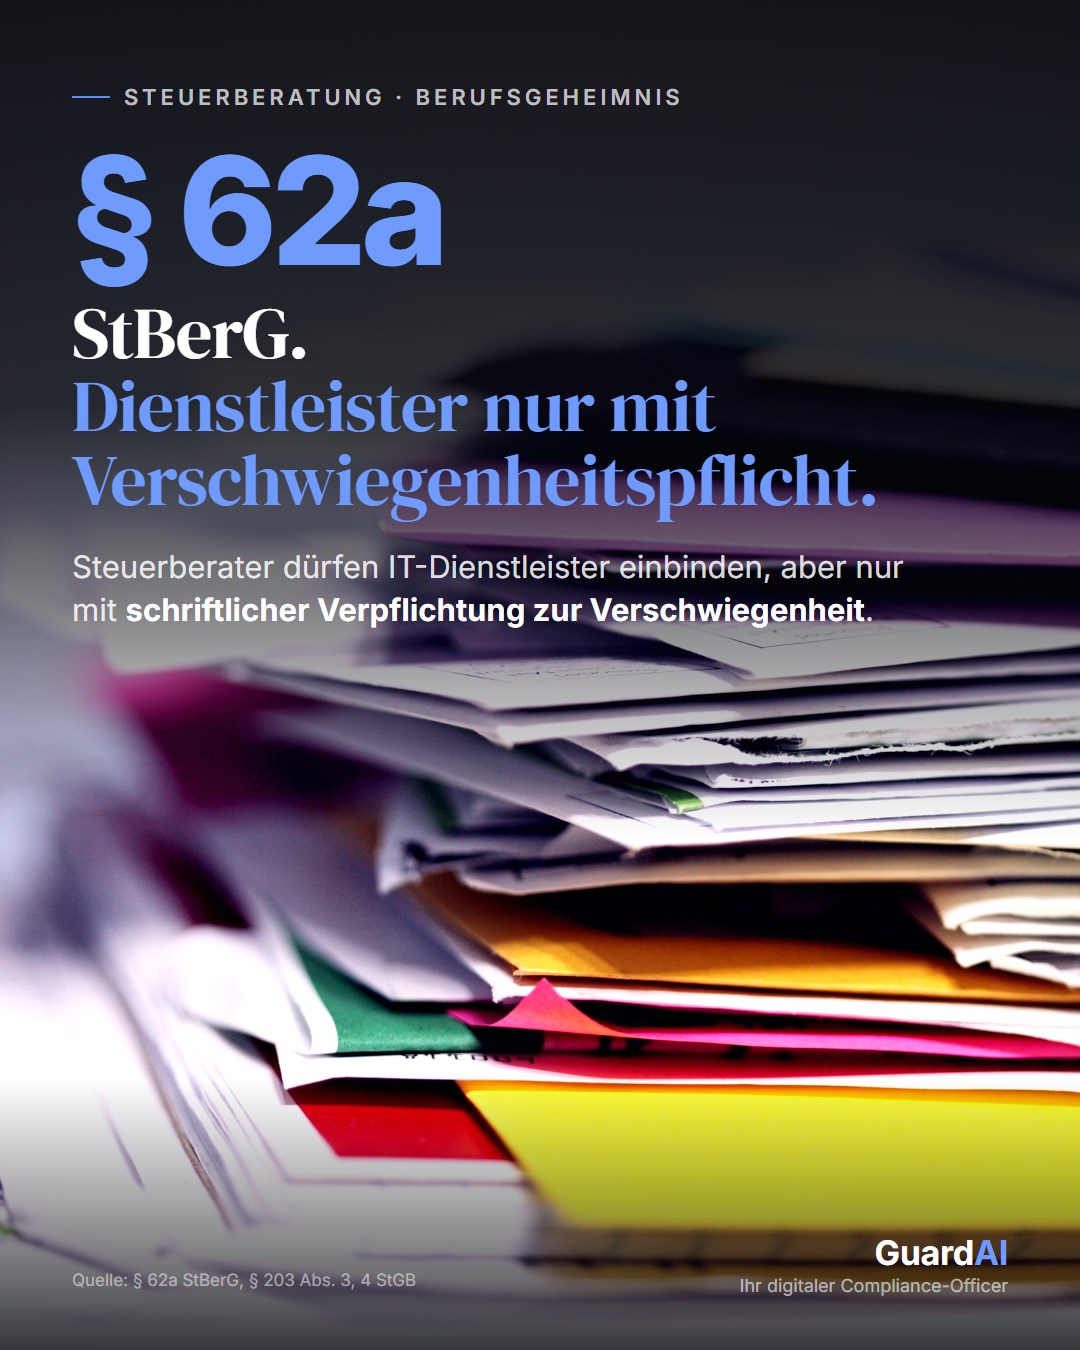 STEUERBERATUNG · BERUFSGEHEIMNIS
§ 62a
StBerG.
Dienstleister nur mit
Verschwiegenheitspflicht.
Steuerberater dürfen IT-Dienstleister einbinden, aber nur
mit schriftlicher Verpflichtung zur Verschwiegenheit.
GuardAI
Quelle: § 62a StBerG, § 203 Abs. 3, 4 StGB
Ihr digitaler Compliance-Officer